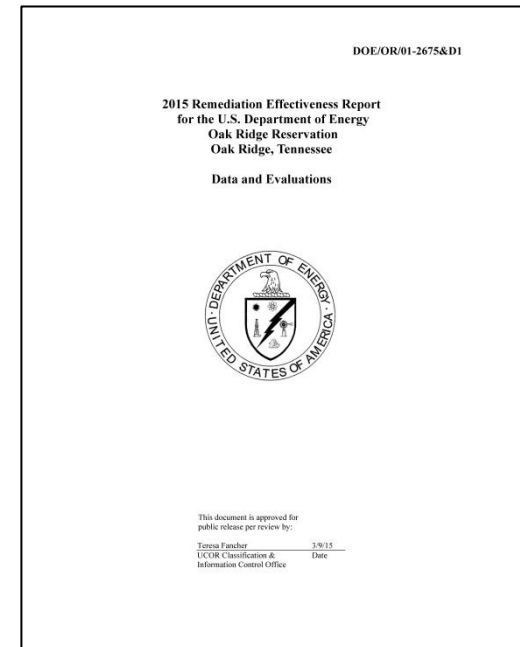 DOE/OR/01-2675&D1
2015 Remediation Effectiveness Report
for the U.S. Department of Energy
Oak Ridge Reservation
Oak Ridge, Tennessee
Data and Evaluations
DEPARTMENT OF ENERGY
UNITED STATES OF AMERICA
This document is approved for
public release per review by:
Teresa Fancher 3/9/15
UCOR Classification & Date
Information Control Office